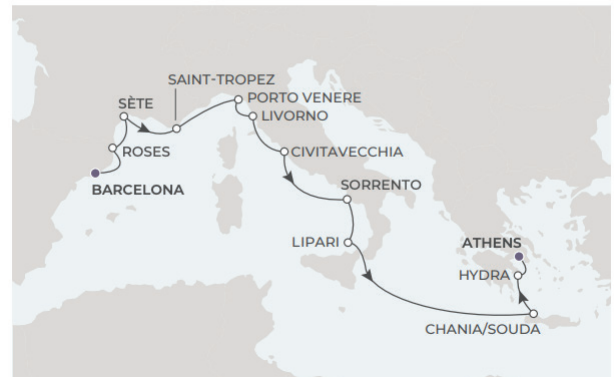 SAINT-TROPEZ
SÈTE
PORTO VENERE
LIVORNO
ROSES
CIVITAVECCHIA
BARCELONA
SORRENTO
LIPARI
ATHENS
HYDRA
CHANIA/SOUDA